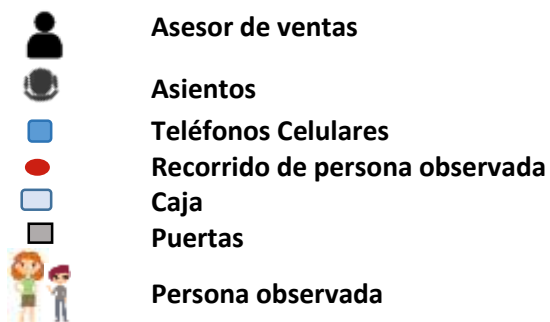 Asesor de ventas
Asientos
Teléfonos Celulares
Recorrido de persona observada
Caja
Puertas
Persona observada